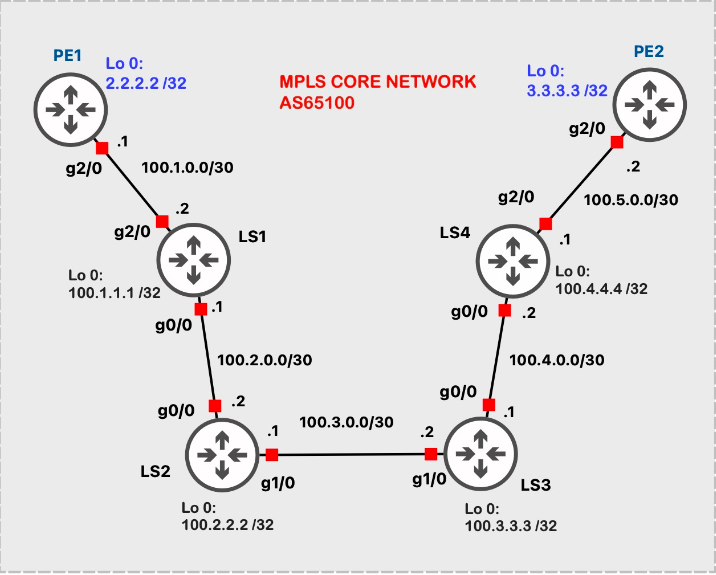 PE1
Lo 0:
2.2.2.2 /32
MPLS CORE NETWORK
AS65100
PE2
Lo 0:
3.3.3.3 /32
.1
g2/0
100.1.0.0/30
.2
g2/0
LS1
Lo 0:
100.1.1.1 /32
.1
g0/0
100.2.0.0/30
.2
g0/0
LS2
Lo 0:
100.2.2.2 /32
.1
g1/0
100.3.0.0/30
.2
g1/0
LS3
Lo 0:
100.3.3.3 /32
.1
g0/0
100.4.0.0/30
.2
g0/0
LS4
Lo 0:
100.4.4.4 /32
.1
g2/0
100.5.0.0/30
.2
g2/0